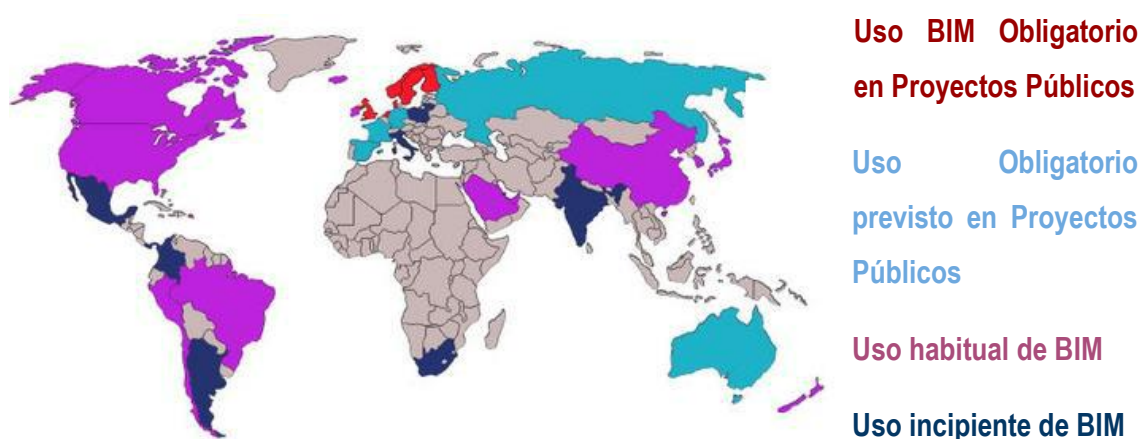 Uso BIM Obligatorio
en Proyectos Públicos
Uso Obligatorio
previsto en Proyectos
Públicos
Uso habitual de BIM
Uso incipiente de BIM